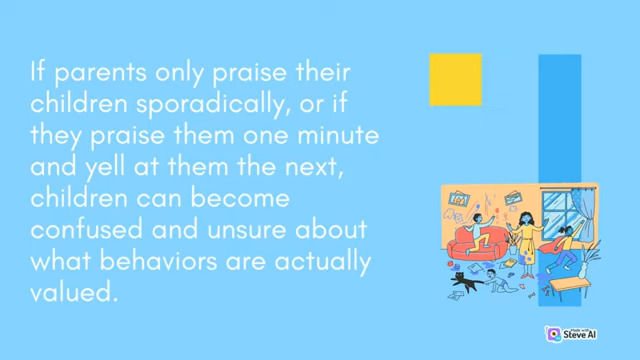 If parents only praise their
children sporadically, or if
they praise them one minute
and yell at them the next,
children can become
confused and unsure about
what behaviors are actually
valued.
Made with
Steve AI